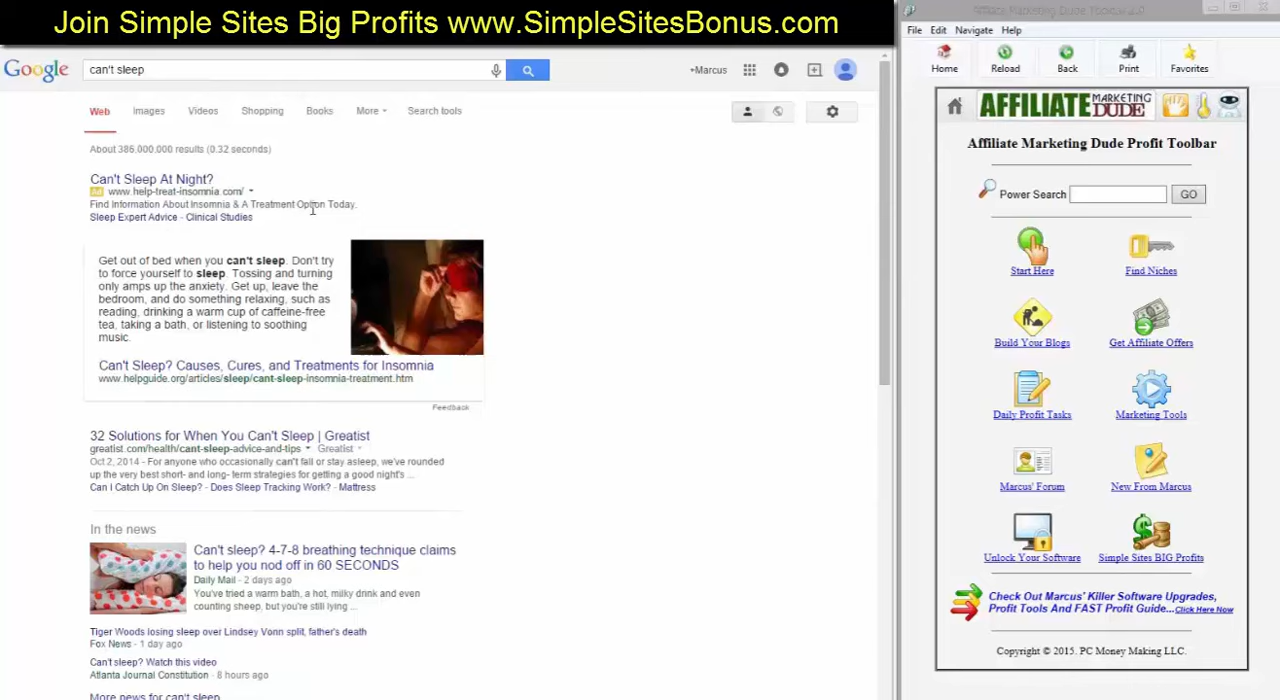 Join Simple Sites Big Profits www.SimpleSitesBonus.com
Google
can't sleep
+Marcus
Web Images Videos Shopping Books More Search tools
About 386,000,000 results (0.32 seconds)
Can't Sleep At Night?
Ad www.help-treat-insomnia.com/
Find Information About Insomnia & A Treatment Option Today.
Sleep Expert Advice - Clinical Studies
Get out of bed when you can't sleep. Don't try
to force yourself to sleep. Tossing and turning
only amps up the anxiety. Get up, leave the
bedroom, and do something relaxing, such as
reading, drinking a warm cup of caffeine-free
tea, taking a bath, or listening to soothing
music.
Can't Sleep? Causes, Cures, and Treatments for Insomnia
www.helpguide.org/articles/sleep/cant-sleep-insomnia-treatment.htm
Feedback
32 Solutions for When You Can't Sleep | Greatist
greatist.com/health/cant-sleep-advice-and-tips Greatist
Oct 2, 2014 - For anyone who occasionally can't fall or stay asleep, we've rounded
up the very best short- and long- term strategies for getting a good night's ...
Can I Catch Up On Sleep? - Does Sleep Tracking Work? - Mattress
In the news
Can't sleep? 4-7-8 breathing technique claims
to help you nod off in 60 SECONDS
Daily Mail - 2 days ago
You've tried a warm bath, a hot, milky drink and even
counting sheep, but you're still lying ...
Tiger Woods losing sleep over Lindsey Vonn split, father's death
Fox News - 1 day ago
Can't sleep? Watch this video
Atlanta Journal Constitution - 8 hours ago
More news for can't sleep
Affiliate Marketing Dude Toolbar
File Edit Navigate Help
Home Reload Back Print Favorites
AFFILIATE MARKETING DUDE
Affiliate Marketing Dude Profit Toolbar
Power Search GO
Start Here Find Niches
Build Your Blogs Get Affiliate Offers
Daily Profit Tasks Marketing Tools
Marcus' Forum New From Marcus
Unlock Your Software Simple Sites BIG Profits
Check Out Marcus' Killer Software Upgrades,
Profit Tools And FAST Profit Guide...Click Here Now
Copyright © 2015. PC Money Making LLC.